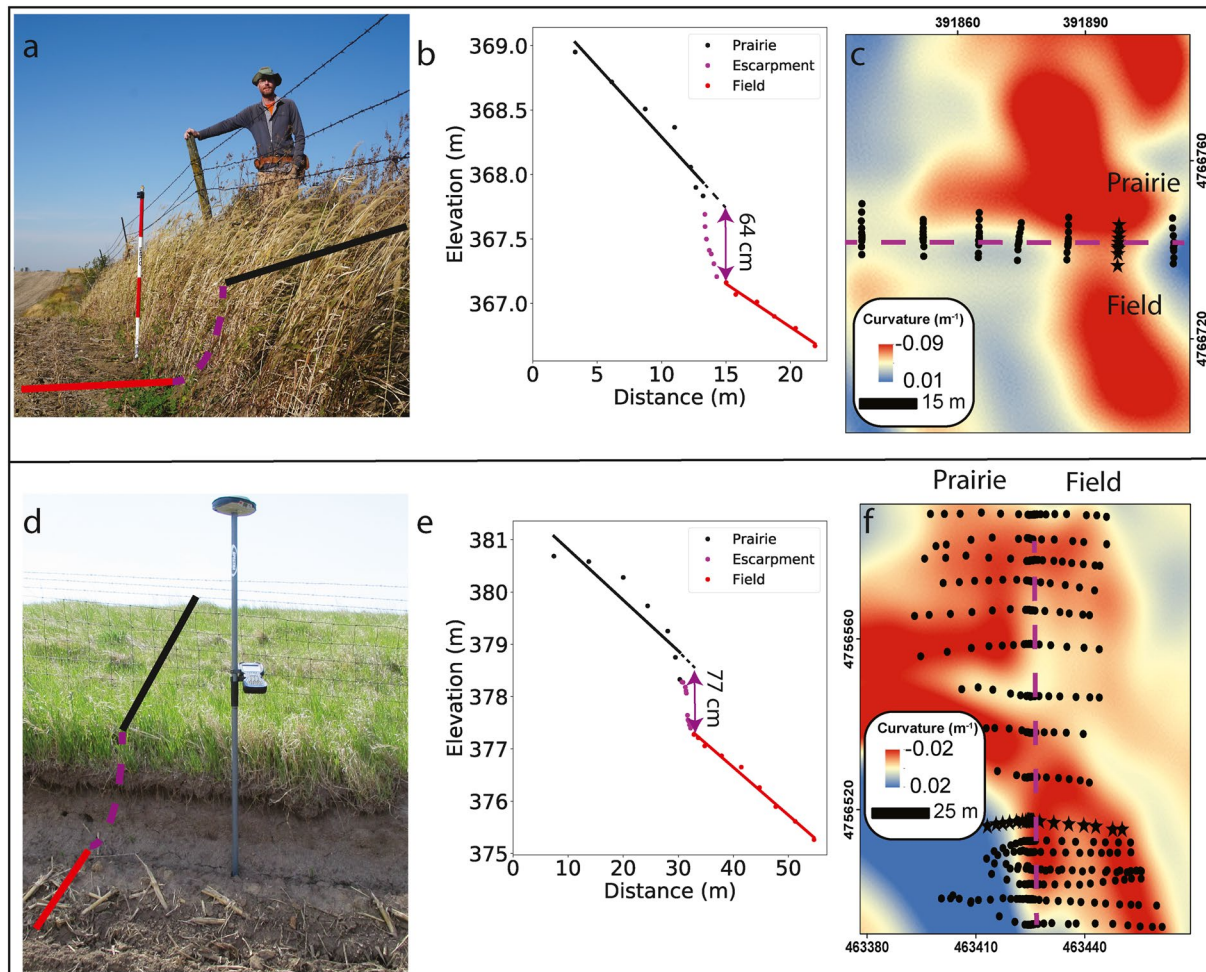 a
b
369.0
368.5
368.0
367.5
367.0
Elevation (m)
Prairie
Escarpment
Field
64 cm
0
5
10
15
20
Distance (m)
c
391860
391890
4766760
4766720
Prairie
Field
Curvature (m-1)
-0.09
0.01
15 m
d
e
381
380
379
378
377
376
375
Elevation (m)
Prairie
Escarpment
Field
77 cm
0
10
20
30
40
50
Distance (m)
Prairie
Field
f
4756560
4756520
Curvature (m-1)
-0.02
0.02
25 m
463380
463410
463440